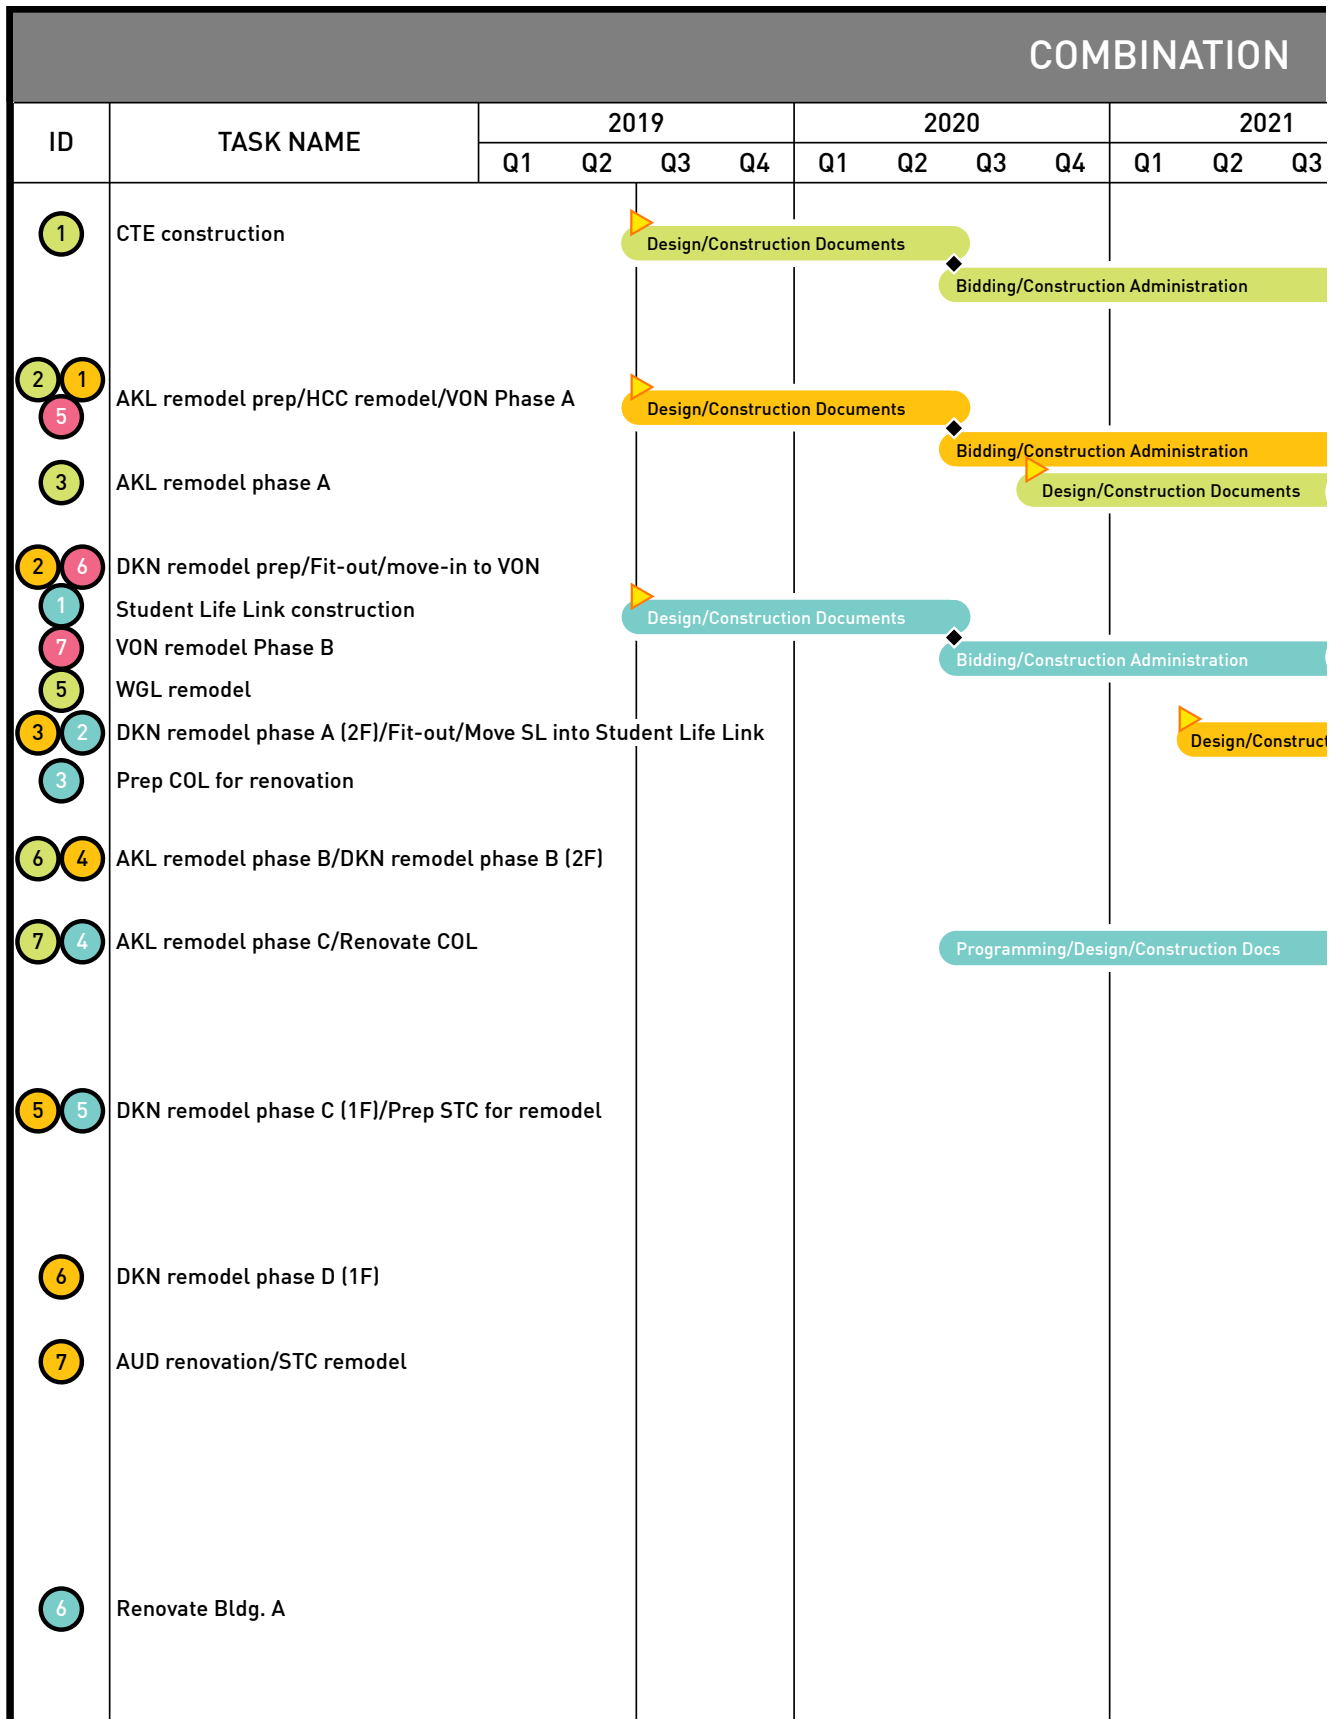 COMBINATION
ID
TASK NAME
2019
2020
2021
Q1 Q2 Q3 Q4 Q1 Q2 Q3 Q4 Q1 Q2 Q3
1
CTE construction
Design/Construction Documents
Bidding/Construction Administration
2 1
5
AKL remodel prep/HCC remodel/VON Phase A
Design/Construction Documents
Bidding/Construction Administration
3
AKL remodel phase A
Design/Construction Documents
2 6
DKN remodel prep/Fit-out/move-in to VON
1
Student Life Link construction
Design/Construction Documents
7
VON remodel Phase B
Bidding/Construction Administration
5
WGL remodel
3 2
DKN remodel phase A (2F)/Fit-out/Move SL into Student Life Link
Design/Construct
3
Prep COL for renovation
6 4
AKL remodel phase B/DKN remodel phase B (2F)
7 4
AKL remodel phase C/Renovate COL
Programming/Design/Construction Docs
5 5
DKN remodel phase C (1F)/Prep STC for remodel
6
DKN remodel phase D (1F)
7
AUD renovation/STC remodel
6
Renovate Bldg. A